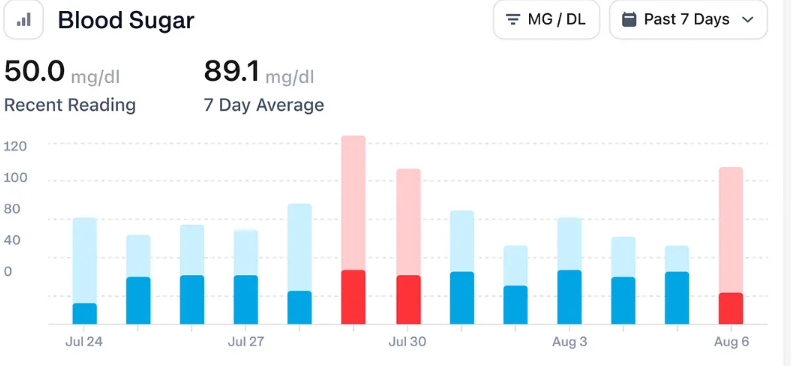 Blood Sugar
MG / DL
Past 7 Days
50.0 mg/dl
89.1 mg/dl
Recent Reading
7 Day Average
120
100
80
40
0
Jul 24
Jul 27
Jul 30
Aug 3
Aug 6